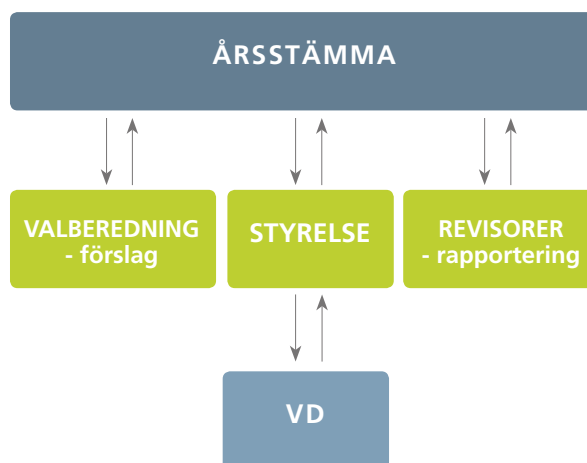 ÅRSSTÄMMA
VALBEREDNING
- förslag
STYRELSE
REVISORER
- rapportering
VD